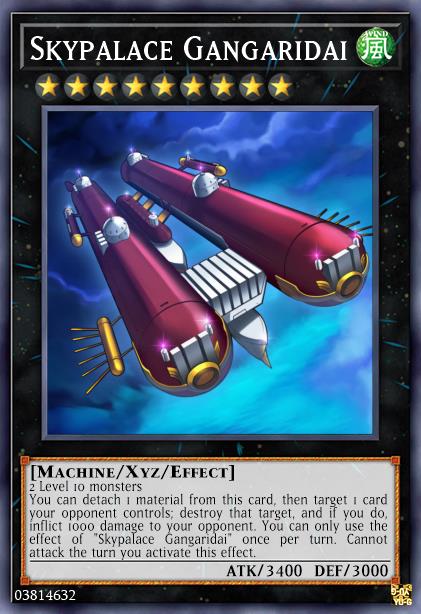 SKYPALACE GANGARIDAI
WIND
風
[MACHINE/XYZ/EFFECT]
2 Level 10 monsters
You can detach 1 material from this card, then target 1 card
your opponent controls; destroy that target, and if you do,
inflict 1000 damage to your opponent. You can only use the
effect of "Skypalace Gangaridai" once per turn. Cannot
attack the turn you activate this effect.
ATK/3400 DEF/3000
03814632